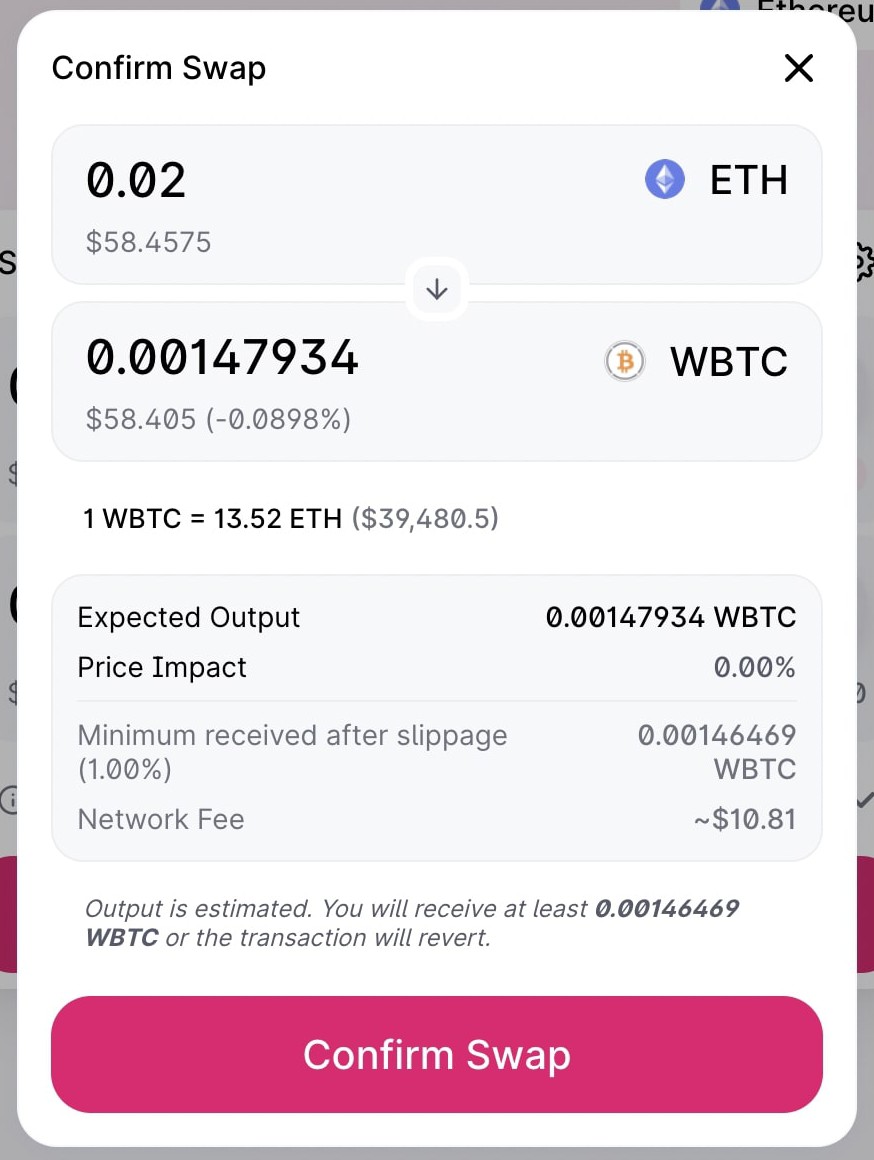 Confirm Swap
0.02 ETH
$58.4575
0.00147934 WBTC
$58.405 (-0.0898%)
1 WBTC = 13.52 ETH ($39,480.5)
Expected Output 0.00147934 WBTC
Price Impact 0.00%
Minimum received after slippage 0.00146469
(1.00%) WBTC
Network Fee ~$10.81
Output is estimated. You will receive at least 0.00146469
WBTC or the transaction will revert.
Confirm Swap